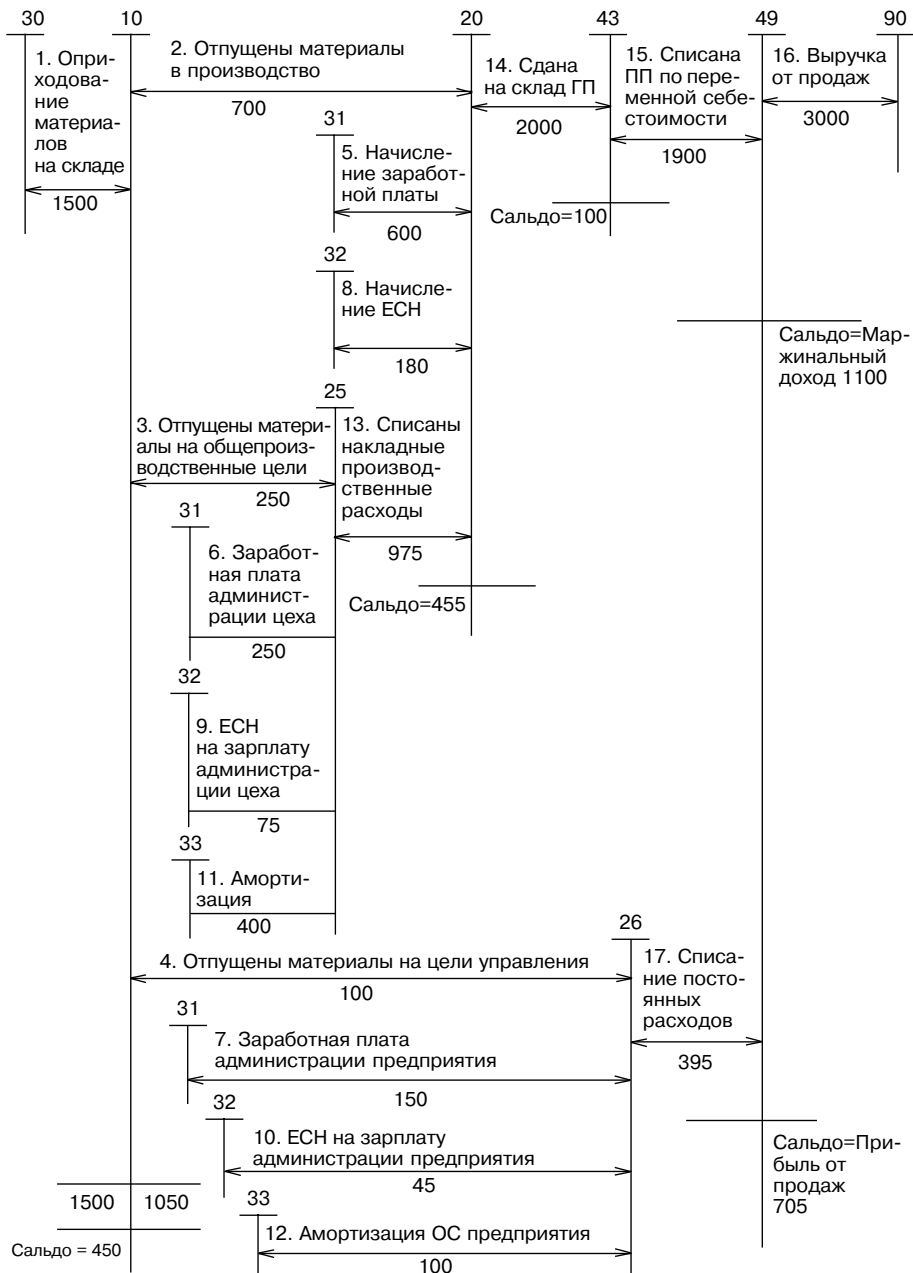 30
10
20
43
49
90
1. Опри-
ходова-
ние
материа-
лов
на складе
1500
2. Отпущены материалы
в производство
700
14. Сдана
на склад ГП
2000
15. Списана
ПП по пере-
менной себе-
стоимости
1900
16. Выручка
от продаж
3000
31
5. Начисле-
ние заработ-
ной платы
600
Сальдо=100
32
8. Начисле-
ние ЕСН
180
Сальдо=Мар-
жинальный
доход 1100
25
3. Отпущены матери-
алы на общепроиз-
водственные цели
250
13. Списаны
накладные
производ-
ственные
расходы
975
31
6. Заработ-
ная плата
админист-
рации цеха
250
Сальдо=455
32
9. ЕСН
на зарплату
администра-
ции цеха
75
33
11. Аморти-
зация
400
26
4. Отпущены материалы на цели управления
100
17. Списа-
ние посто-
янных
расходов
395
31
7. Заработная плата
администрации предприятия
150
32
10. ЕСН на зарплату
администрации предприятия
45
Сальдо=При-
быль от
продаж
705
1500
1050
33
12. Амортизация ОС предприятия
100
Сальдо = 450